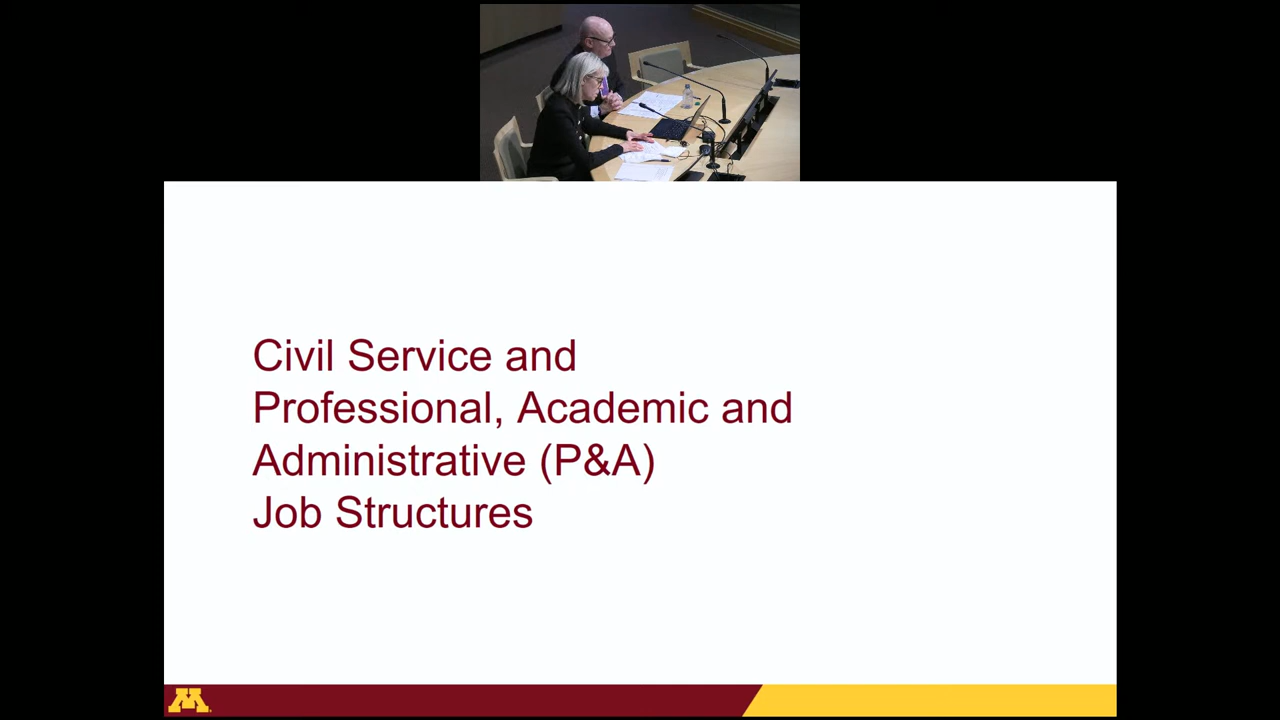 Civil Service and
Professional, Academic and
Administrative (P&A)
Job Structures
M